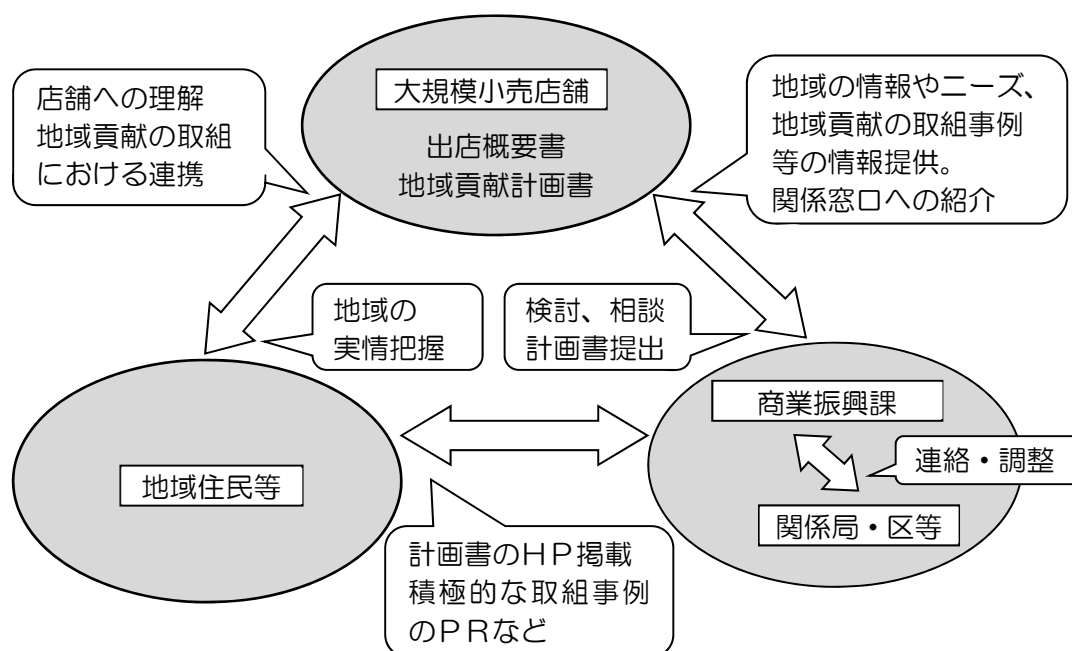 大規模小売店舗
出店概要書
地域貢献計画書
店舗への理解
地域貢献の取組
における連携
地域の情報やニーズ、
地域貢献の取組事例
等の情報提供。
関係窓口への紹介
地域の
実情把握
検討、相談
計画書提出
商業振興課
連絡・調整
関係局・区等
地域住民等
計画書のＨＰ掲載
積極的な取組事例
のＰＲなど